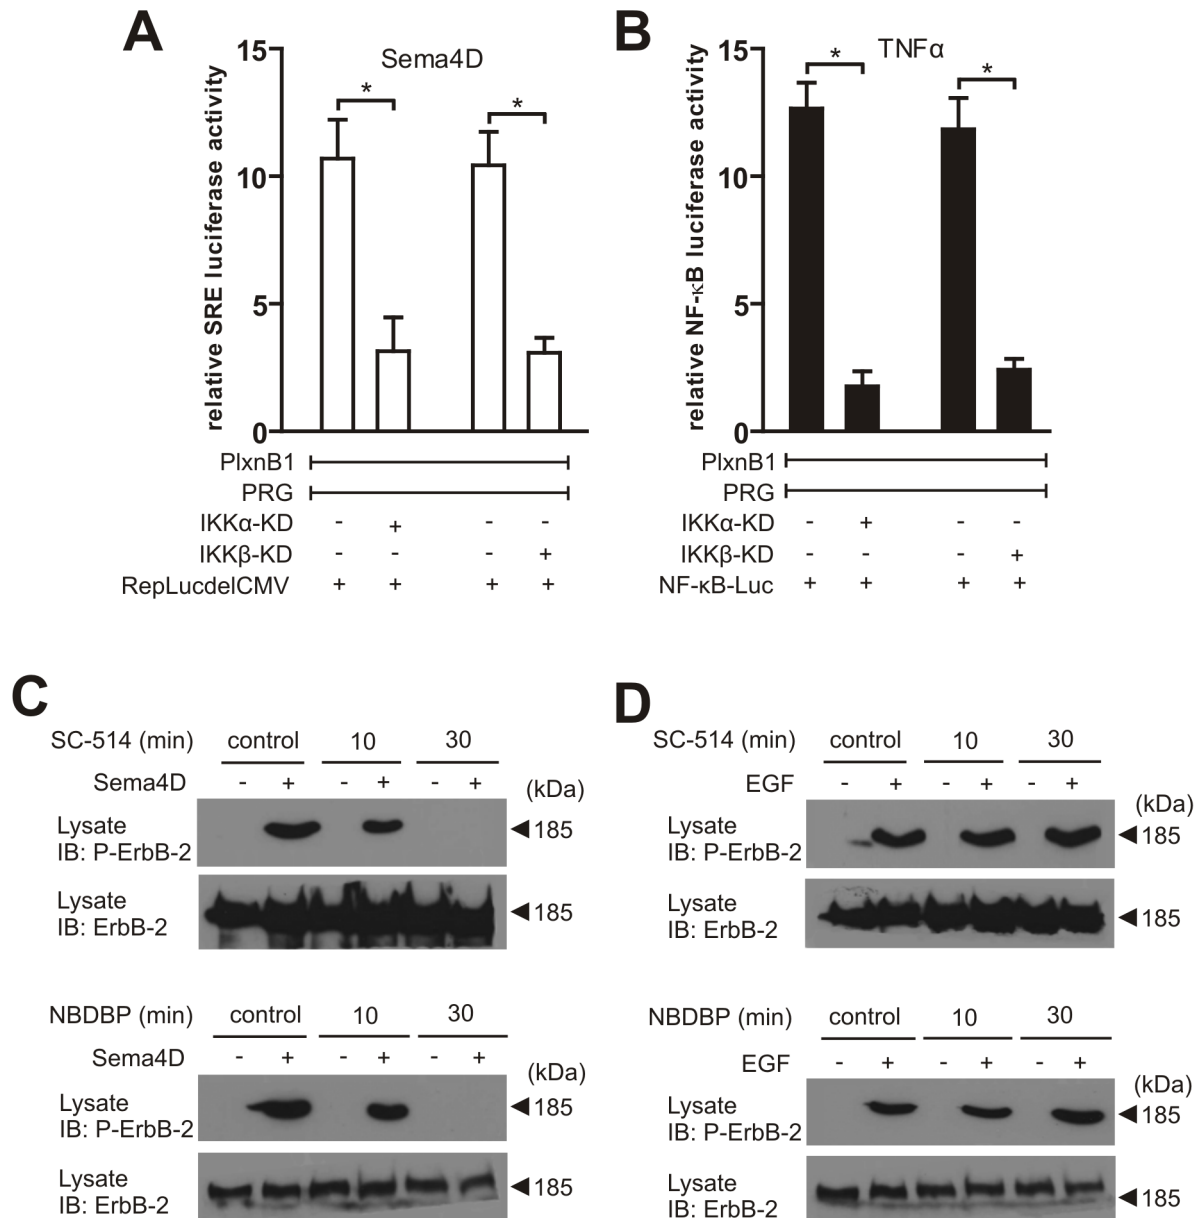 A
Sema4D
relative SRE luciferase activity
15
10
5
0
*
*
PlxnB1
PRG
IKKα-KD - + - -
IKKβ-KD - - - +
RepLucdelCMV + + + +
B
TNFα
relative NF-κB luciferase activity
15
10
5
0
*
*
PlxnB1
PRG
IKKα-KD - + - -
IKKβ-KD - - - +
NF-κB-Luc + + + +
C
SC-514 (min) control 10 30
Sema4D - + - + - +
(kDa)
Lysate
IB: P-ErbB-2
185
Lysate
IB: ErbB-2
185
NBDBP (min) control 10 30
Sema4D - + - + - +
(kDa)
Lysate
IB: P-ErbB-2
185
Lysate
IB: ErbB-2
185
D
SC-514 (min) control 10 30
EGF - + - + - +
(kDa)
Lysate
IB: P-ErbB-2
185
Lysate
IB: ErbB-2
185
NBDBP (min) control 10 30
EGF - + - + - +
(kDa)
Lysate
IB: P-ErbB-2
185
Lysate
IB: ErbB-2
185